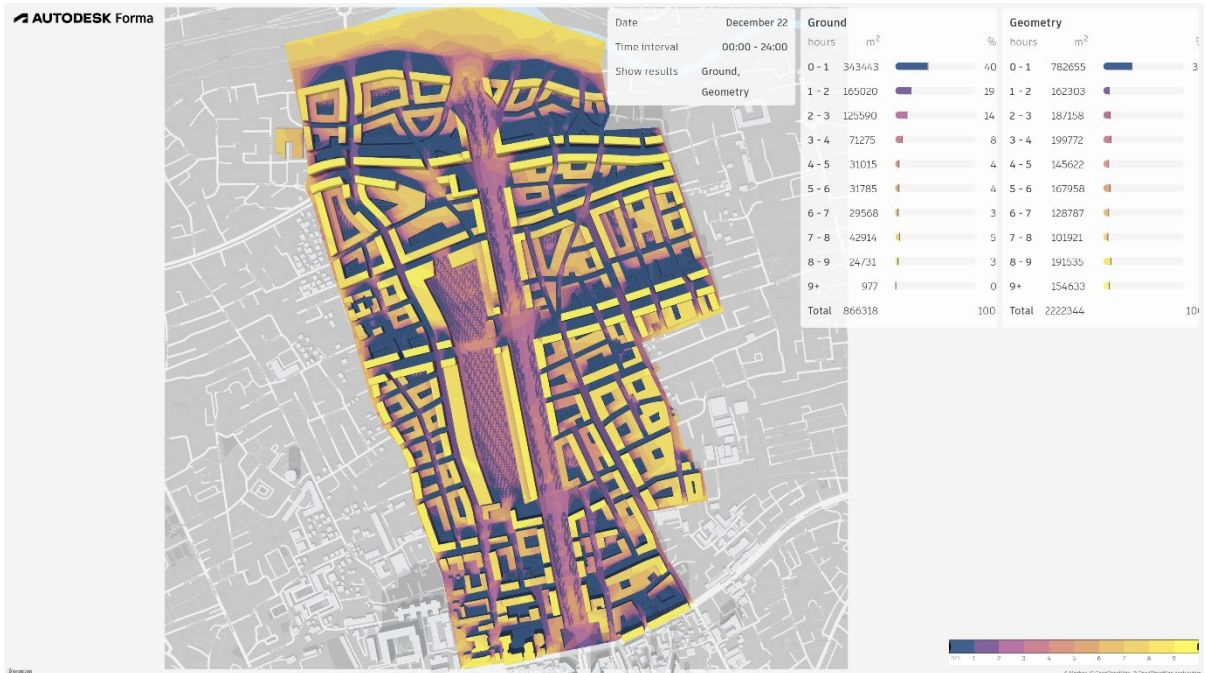 AUTODESK Forma
Date December 22
Time interval 00:00 - 24:00
Show results Ground,
Geometry
Ground
hours m² %
0 - 1 343443 40
1 - 2 165020 19
2 - 3 125590 14
3 - 4 71275 8
4 - 5 31015 4
5 - 6 31785 4
6 - 7 29568 3
7 - 8 42914 5
8 - 9 24731 3
9+ 977 0
Total 866318 100
Geometry
hours m²
0 - 1 782655 3
1 - 2 162303
2 - 3 187158
3 - 4 199772
4 - 5 145622
5 - 6 167958
6 - 7 128787
7 - 8 101921
8 - 9 191535
9+ 154633
Total 2222344 10
1 2 3 4 5 6 7 8 9